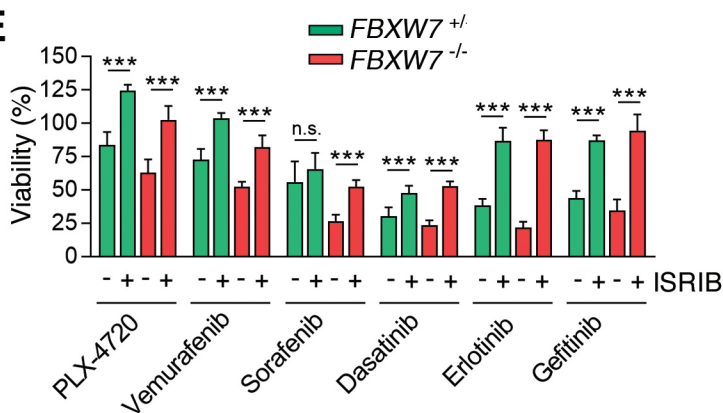 E
FBXW7 +/
FBXW7 -/-
Viability (%)
150
125
100
75
50
25
0
*** *** *** *** n.s. *** *** *** *** *** *** ***
- + - + - + - + - + - + - + - + - + - + - + - + ISRIB
PLX-4720
Vemurafenib
Sorafenib
Dasatinib
Erlotinib
Gefitinib